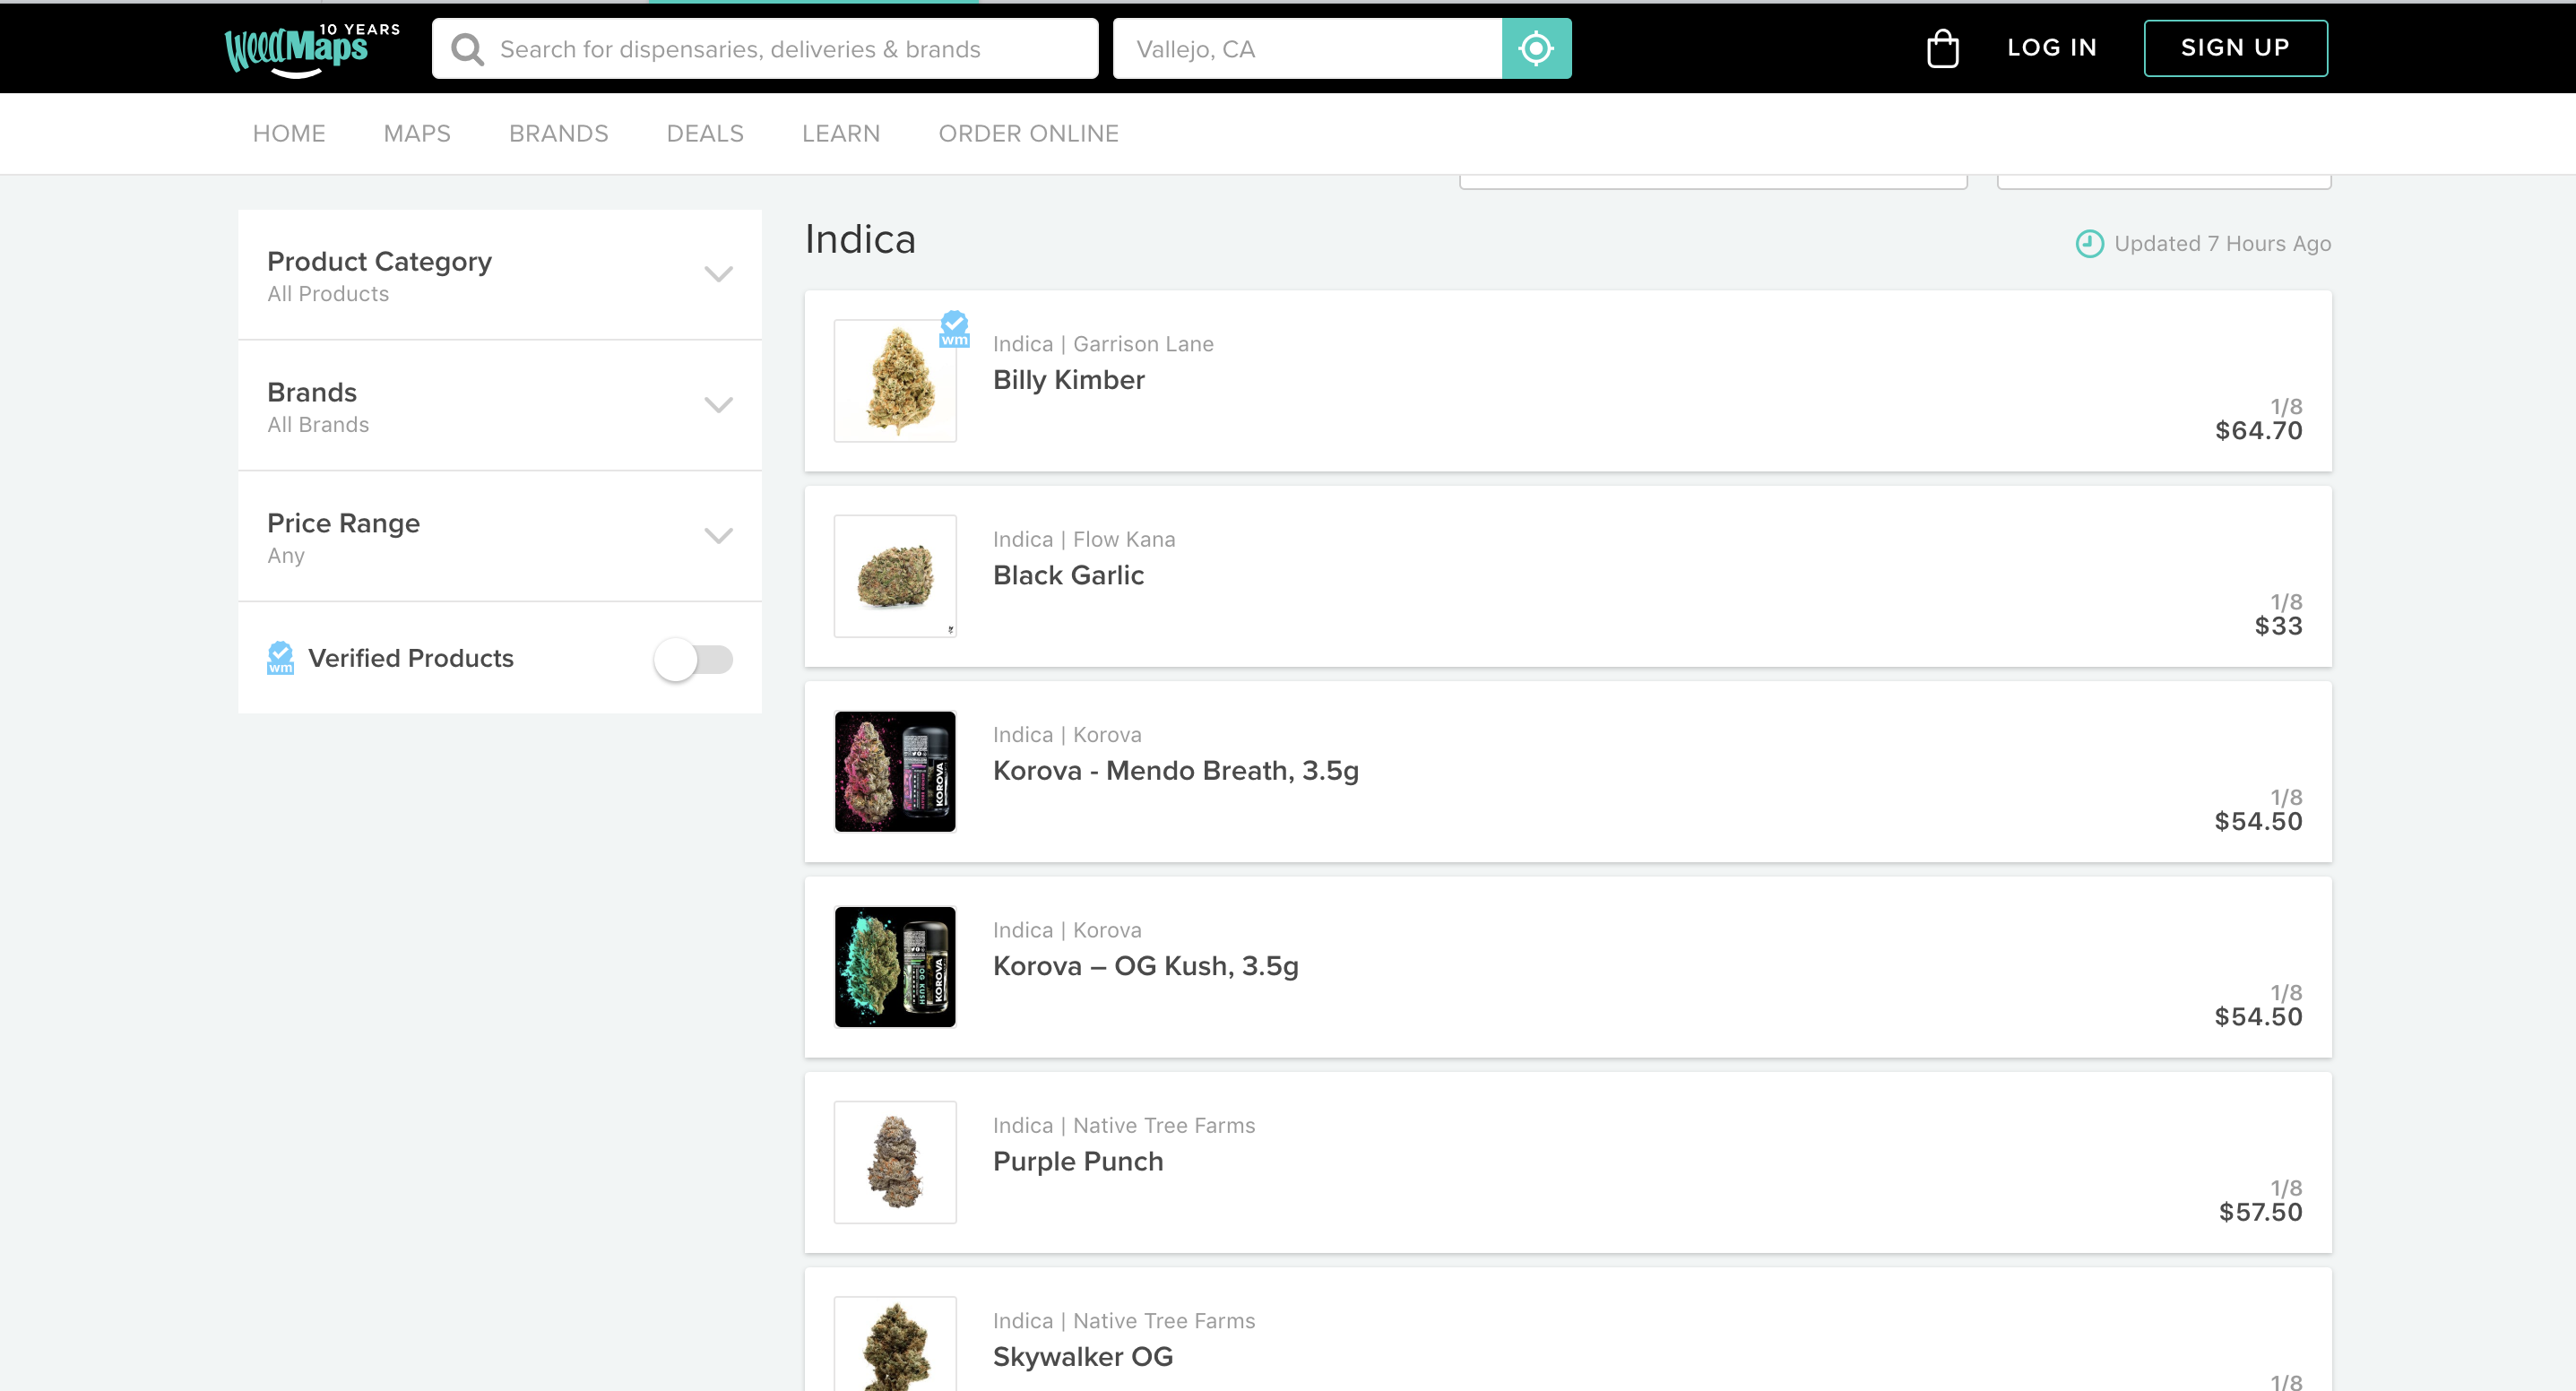 WeedMaps 10 YEARS
Search for dispensaries, deliveries & brands
Vallejo, CA
LOG IN
SIGN UP
HOME
MAPS
BRANDS
DEALS
LEARN
ORDER ONLINE
Product Category
All Products
Brands
All Brands
Price Range
Any
wm
Verified Products
Indica
Updated 7 Hours Ago
wm
Indica | Garrison Lane
Billy Kimber
1/8
$64.70
Indica | Flow Kana
Black Garlic
1/8
$33
KOROVA
Indica | Korova
Korova - Mendo Breath, 3.5g
1/8
$54.50
OG KUSH
KOROVA
Indica | Korova
Korova – OG Kush, 3.5g
1/8
$54.50
Indica | Native Tree Farms
Purple Punch
1/8
$57.50
Indica | Native Tree Farms
Skywalker OG
1/8